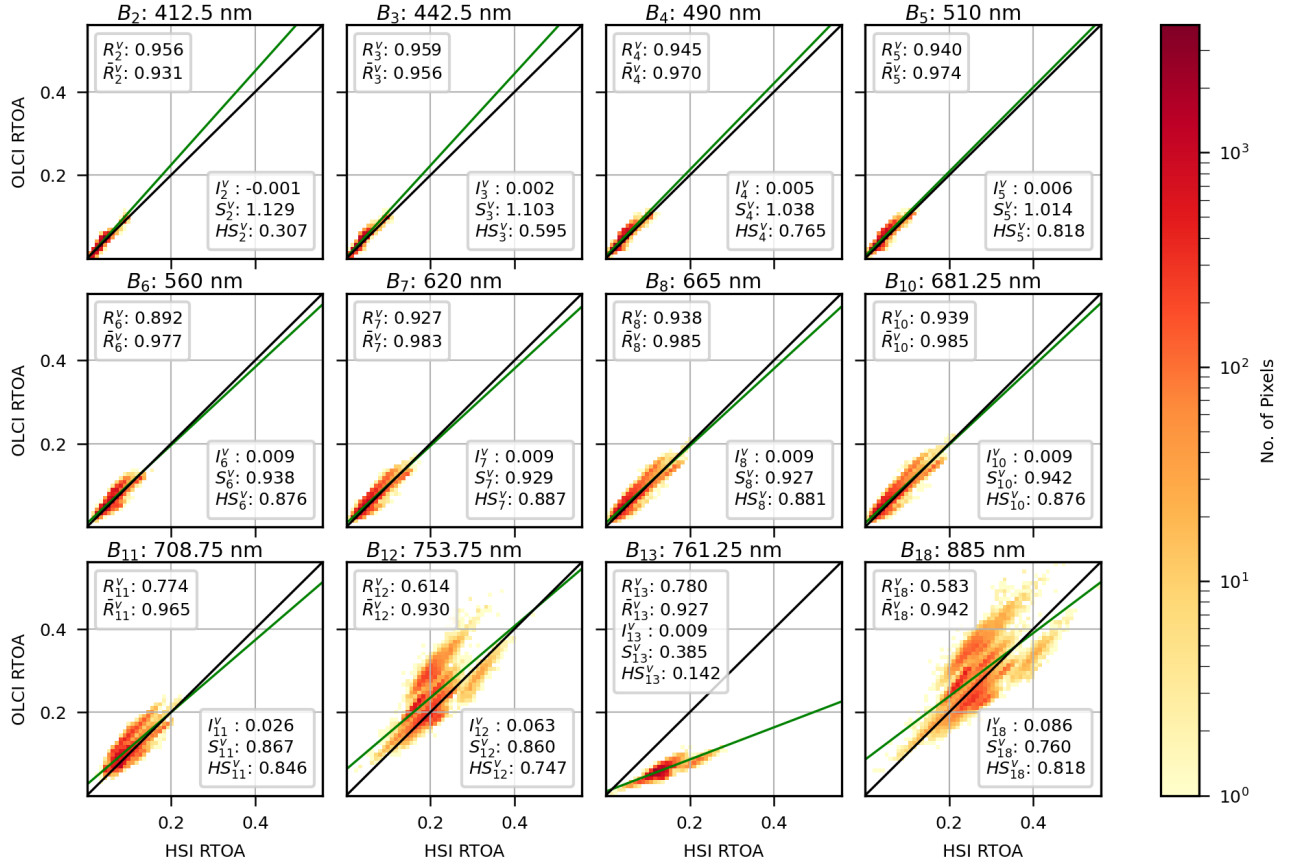 B₂: 412.5 nm
R₂ᵛ: 0.956
R̄₂ᵛ: 0.931
I₂ᵛ : -0.001
S₂ᵛ: 1.129
HS₂ᵛ: 0.307
0.4
0.2
OLCI RTOA
B₃: 442.5 nm
R₃ᵛ: 0.959
R̄₃ᵛ: 0.956
I₃ᵛ : 0.002
S₃ᵛ: 1.103
HS₃ᵛ: 0.595
B₄: 490 nm
R₄ᵛ: 0.945
R̄₄ᵛ: 0.970
I₄ᵛ : 0.005
S₄ᵛ: 1.038
HS₄ᵛ: 0.765
B₅: 510 nm
R₅ᵛ: 0.940
R̄₅ᵛ: 0.974
I₅ᵛ : 0.006
S₅ᵛ: 1.014
HS₅ᵛ: 0.818
B₆: 560 nm
R₆ᵛ: 0.892
R̄₆ᵛ: 0.977
I₆ᵛ : 0.009
S₆ᵛ: 0.938
HS₆ᵛ: 0.876
0.4
0.2
OLCI RTOA
B₇: 620 nm
R₇ᵛ: 0.927
R̄₇ᵛ: 0.983
I₇ᵛ : 0.009
S₇ᵛ: 0.929
HS₇ᵛ: 0.887
B₈: 665 nm
R₈ᵛ: 0.938
R̄₈ᵛ: 0.985
I₈ᵛ : 0.009
S₈ᵛ: 0.927
HS₈ᵛ: 0.881
B₁₀: 681.25 nm
R₁₀ᵛ: 0.939
R̄₁₀ᵛ: 0.985
I₁₀ᵛ : 0.009
S₁₀ᵛ: 0.942
HS₁₀ᵛ: 0.876
B₁₁: 708.75 nm
R₁₁ᵛ: 0.774
R̄₁₁ᵛ: 0.965
I₁₁ᵛ : 0.026
S₁₁ᵛ: 0.867
HS₁₁ᵛ: 0.846
0.4
0.2
OLCI RTOA
0.2 0.4
HSI RTOA
B₁₂: 753.75 nm
R₁₂ᵛ: 0.614
R̄₁₂ᵛ: 0.930
I₁₂ᵛ : 0.063
S₁₂ᵛ: 0.860
HS₁₂ᵛ: 0.747
0.2 0.4
HSI RTOA
B₁₃: 761.25 nm
R₁₃ᵛ: 0.780
R̄₁₃ᵛ: 0.927
I₁₃ᵛ : 0.009
S₁₃ᵛ: 0.385
HS₁₃ᵛ: 0.142
0.2 0.4
HSI RTOA
B₁₈: 885 nm
R₁₈ᵛ: 0.583
R̄₁₈ᵛ: 0.942
I₁₈ᵛ : 0.086
S₁₈ᵛ: 0.760
HS₁₈ᵛ: 0.818
0.2 0.4
HSI RTOA
10³
10²
10¹
10⁰
No. of Pixels